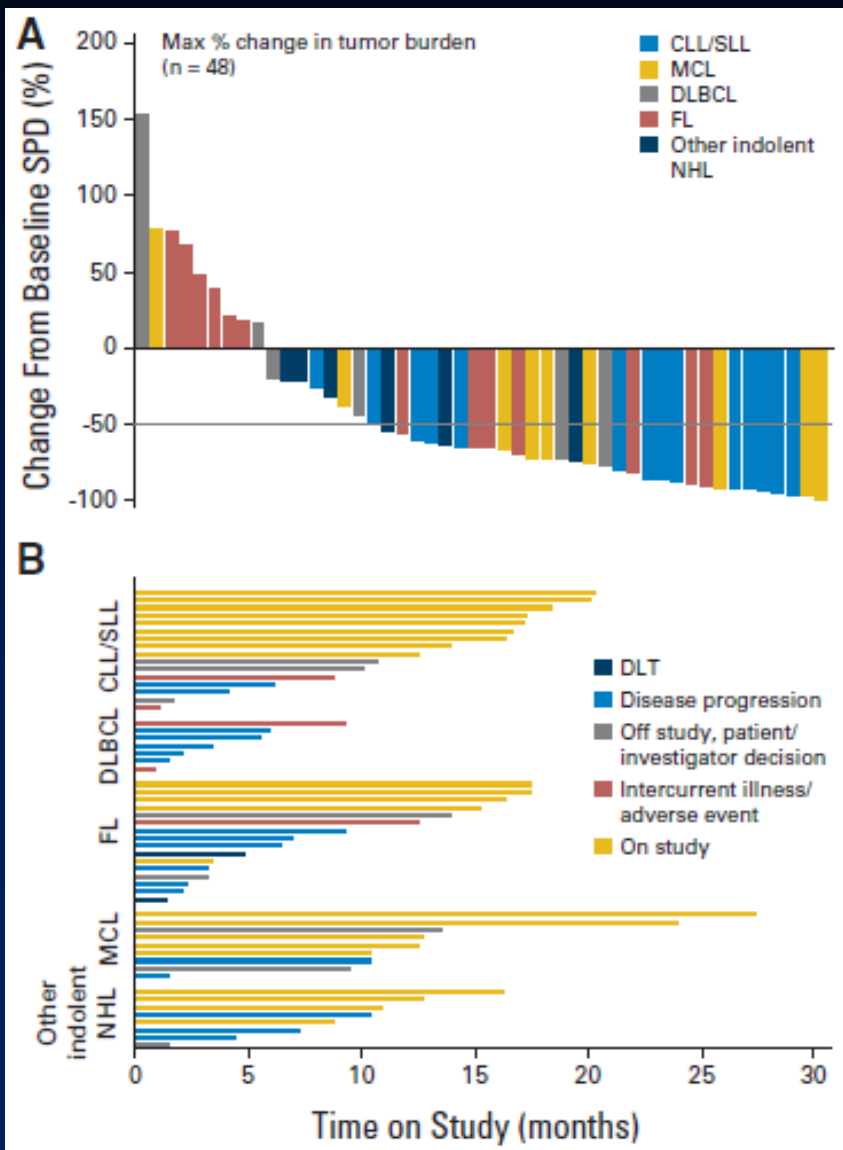 A
Max % change in tumor burden
(n = 48)
CLL/SLL
MCL
DLBCL
FL
Other indolent
NHL
Change From Baseline SPD (%)
200
150
100
50
0
-50
-100
B
CLL/SLL
DLBCL
FL
MCL
Other
indolent
NHL
DLT
Disease progression
Off study, patient/
investigator decision
Intercurrent illness/
adverse event
On study
0 5 10 15 20 25 30
Time on Study (months)